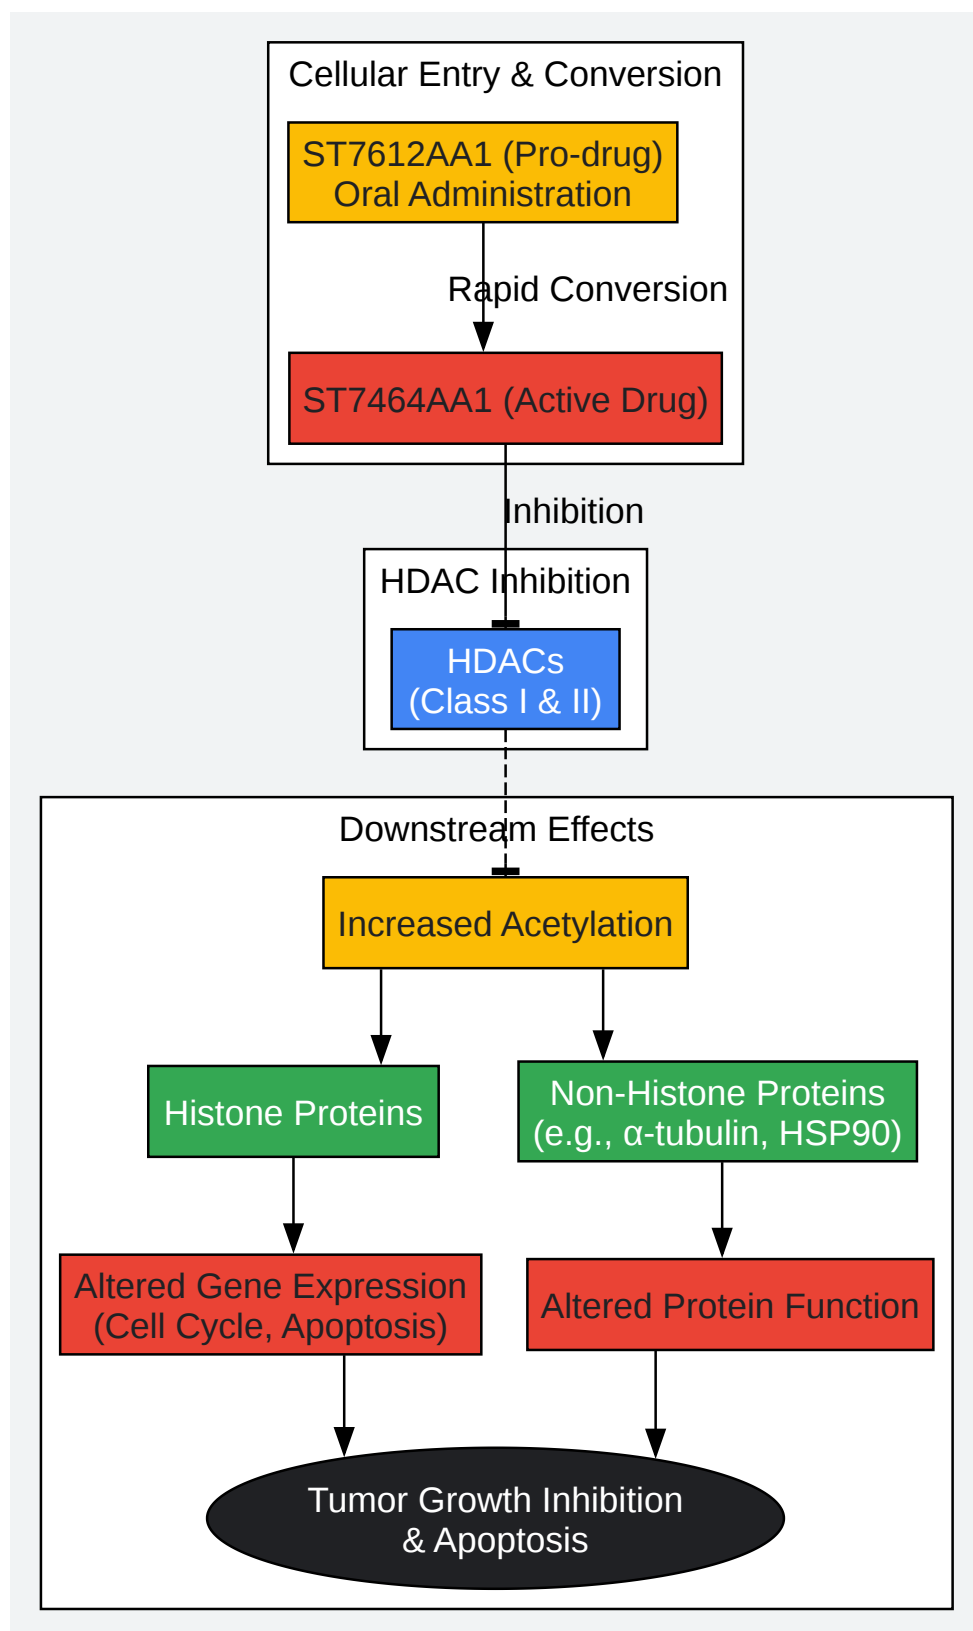 Cellular Entry & Conversion
ST7612AA1 (Pro-drug)
Oral Administration
Rapid Conversion
ST7464AA1 (Active Drug)
Inhibition
HDAC Inhibition
HDACs
(Class I & II)
Downstream Effects
Increased Acetylation
Histone Proteins
Non-Histone Proteins
(e.g., α-tubulin, HSP90)
Altered Gene Expression
(Cell Cycle, Apoptosis)
Altered Protein Function
Tumor Growth Inhibition
& Apoptosis